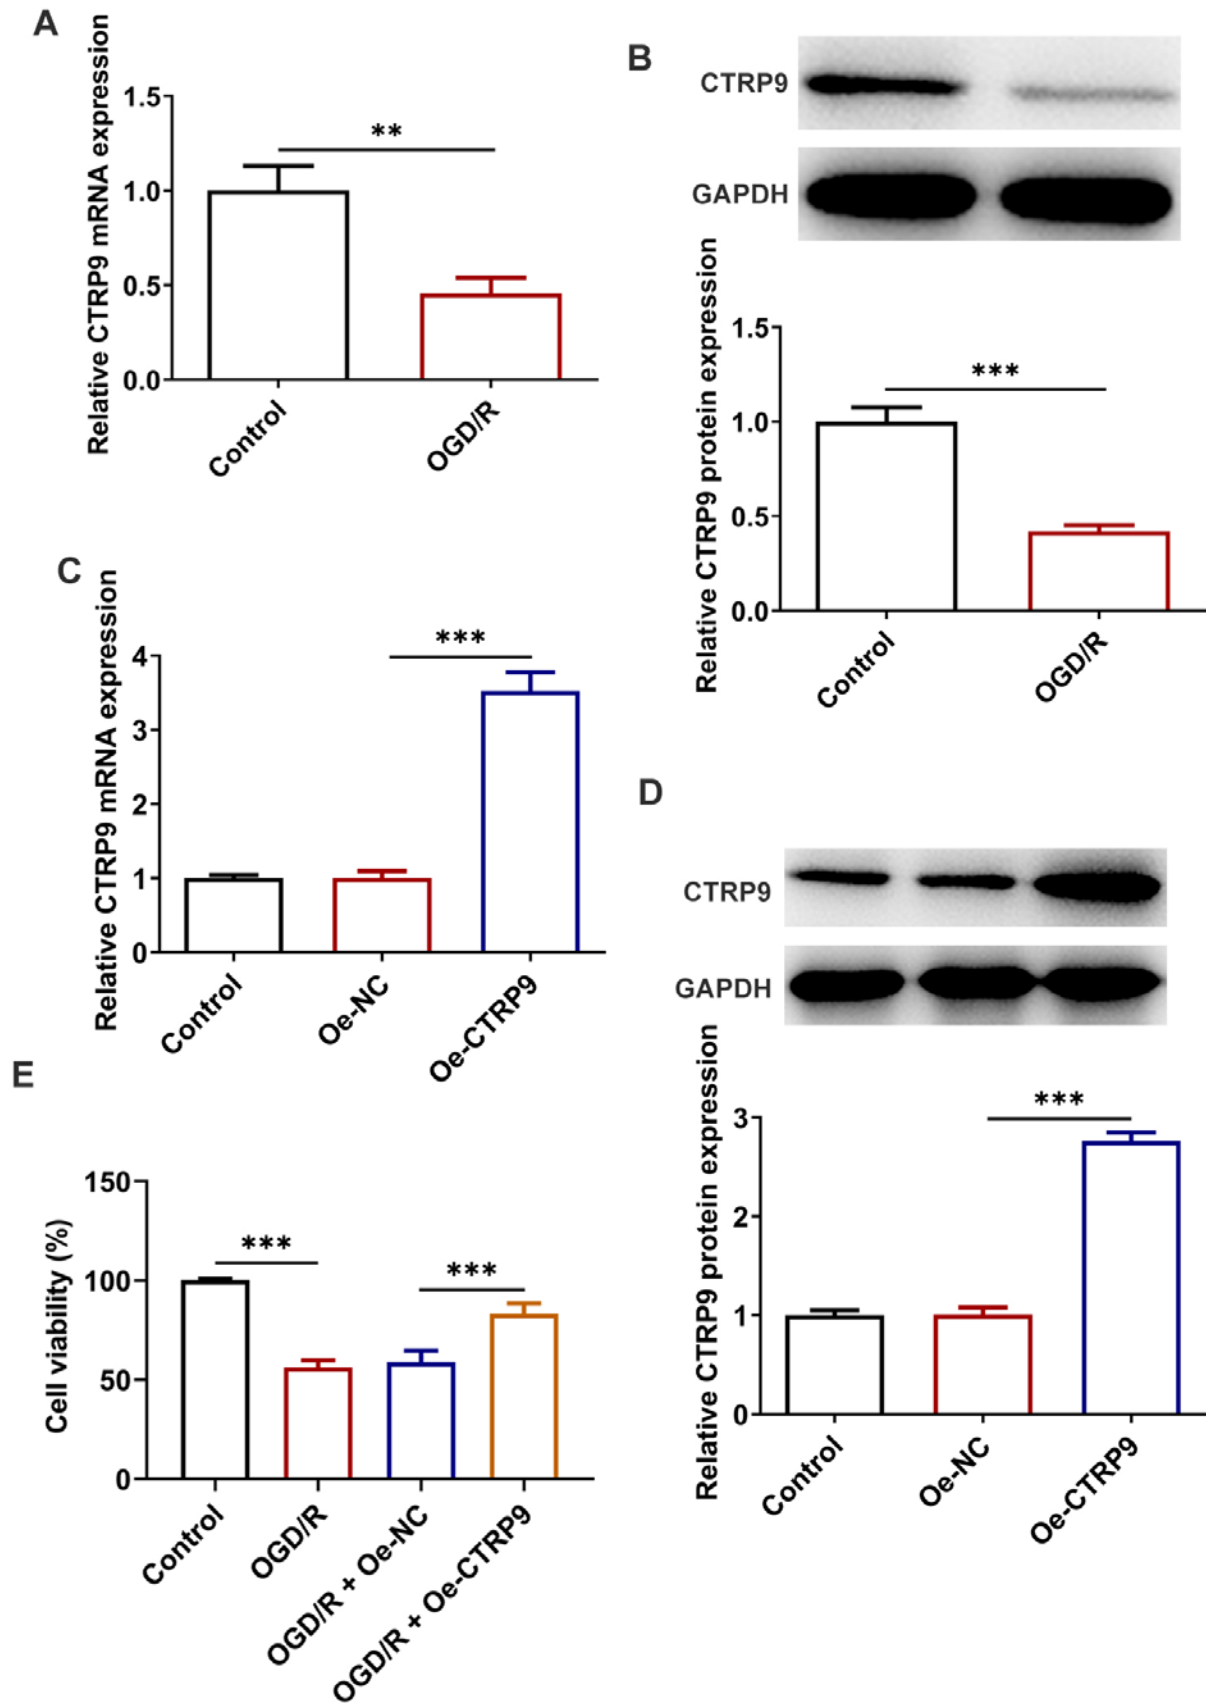 A
Relative CTRP9 mRNA expression
1.5
1.0
0.5
0.0
**
Control
OGD/R
B
CTRP9
GAPDH
Relative CTRP9 protein expression
1.5
1.0
0.5
0.0
***
Control
OGD/R
C
Relative CTRP9 mRNA expression
4
3
2
1
0
***
Control
Oe-NC
Oe-CTRP9
D
CTRP9
GAPDH
Relative CTRP9 protein expression
3
2
1
0
***
Control
Oe-NC
Oe-CTRP9
E
Cell viability (%)
150
100
50
0
***
***
Control
OGD/R
OGD/R + Oe-NC
OGD/R + Oe-CTRP9